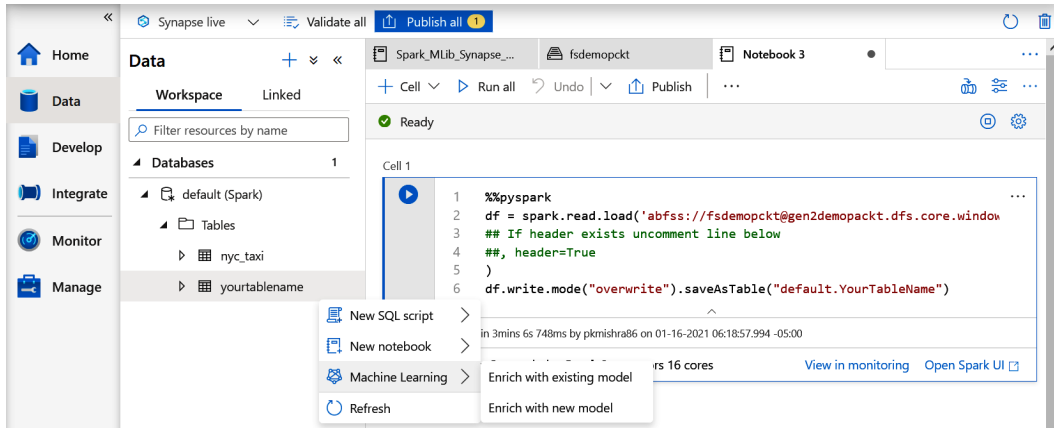 «
Synapse live
Validate all
Publish all 1
Home
Data
Develop
Integrate
Monitor
Manage
Data
Workspace Linked
Filter resources by name
Databases 1
default (Spark)
Tables
nyc_taxi
yourtablename
New SQL script
New notebook
Machine Learning
Refresh
Enrich with existing model
Enrich with new model
Spark_MLib_Synapse_...
fsdemopckt
Notebook 3
+ Cell Run all Undo Publish ...
Ready
Cell 1
1 %%pyspark
2 df = spark.read.load('abfss://fsdemopckt@gen2demopackt.dfs.core.window
3 ## If header exists uncomment line below
4 ##, header=True
5 )
6 df.write.mode("overwrite").saveAsTable("default.YourTableName")
in 3mins 6s 748ms by pkmishra86 on 01-16-2021 06:18:57.994 -05:00
rs 16 cores View in monitoring Open Spark UI